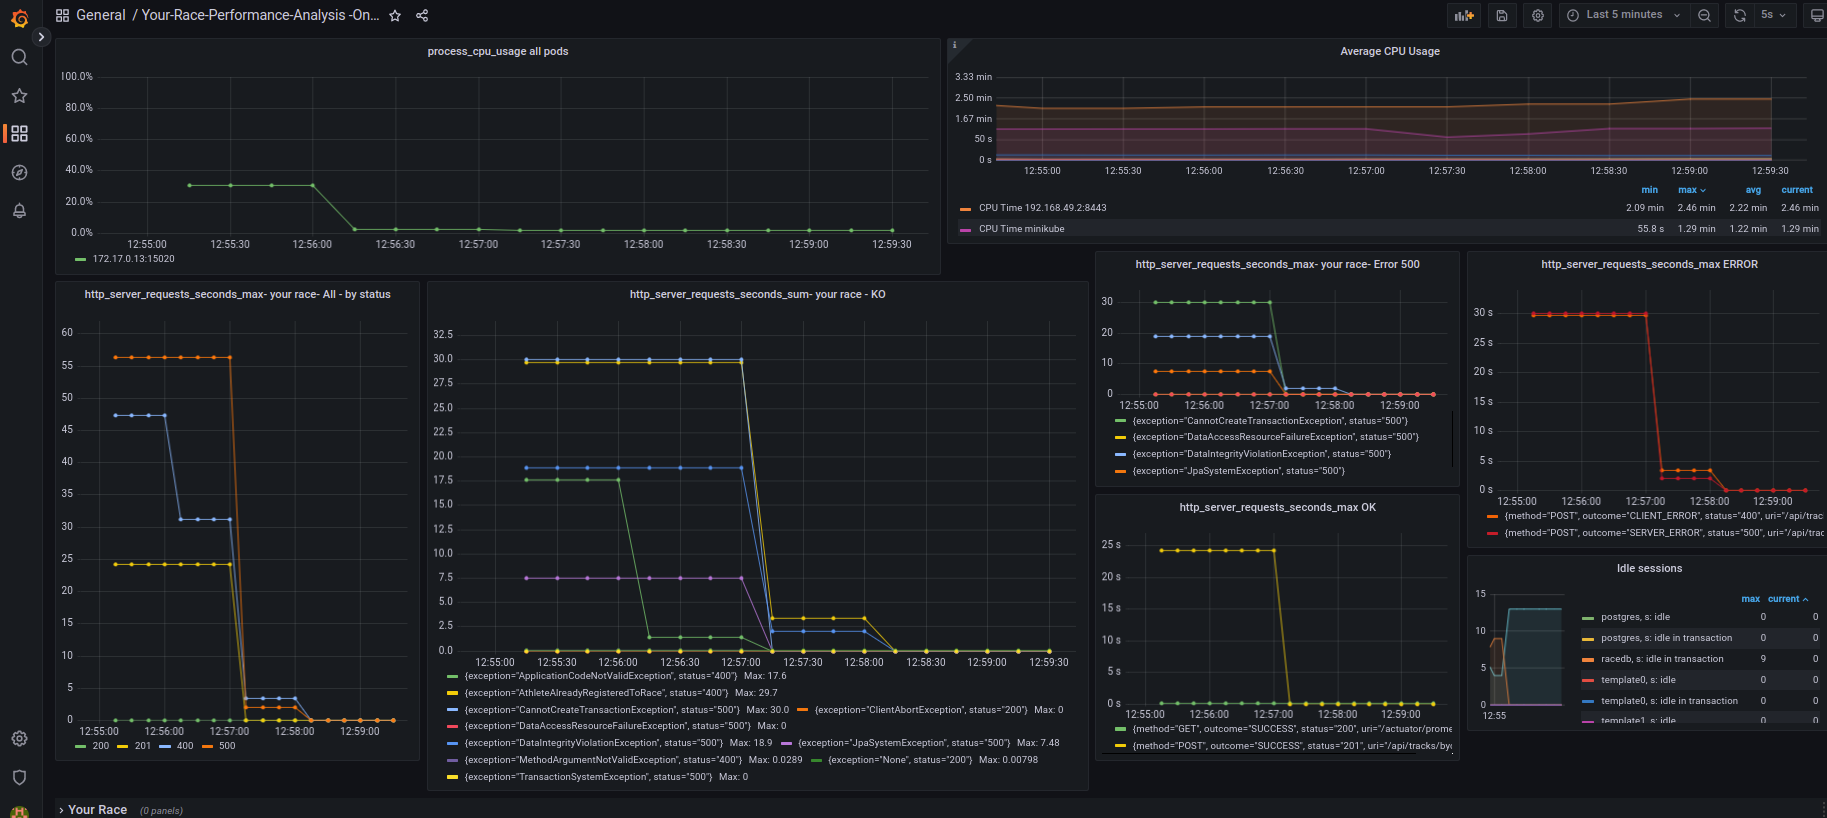 General / Your-Race-Performance-Analysis -On...
Last 5 minutes
5s
process_cpu_usage all pods
100.0%
80.0%
60.0%
40.0%
20.0%
0.0%
12:55:00 12:55:30 12:56:00 12:56:30 12:57:00 12:57:30 12:58:00 12:58:30 12:59:00 12:59:30
172.17.0.13:15020
i
Average CPU Usage
3.33 min
2.50 min
1.67 min
50 s
0 s
12:55:00 12:55:30 12:56:00 12:56:30 12:57:00 12:57:30 12:58:00 12:58:30 12:59:00 12:59:30
min max avg current
CPU Time 192.168.49.2:8443 2.09 min 2.46 min 2.22 min 2.46 min
CPU Time minikube 55.8 s 1.29 min 1.22 min 1.29 min
http_server_requests_seconds_max- your race- All - by status
60
55
50
45
40
35
30
25
20
15
10
5
0
12:55:00 12:56:00 12:57:00 12:58:00 12:59:00
200 201 400 500
http_server_requests_seconds_sum- your race - KO
32.5
30.0
27.5
25.0
22.5
20.0
17.5
15.0
12.5
10.0
7.5
5.0
2.5
0.0
12:55:00 12:55:30 12:56:00 12:56:30 12:57:00 12:57:30 12:58:00 12:58:30 12:59:00 12:59:30
{exception="ApplicationCodeNotValidException", status="400"} Max: 17.6
{exception="AthleteAlreadyRegisteredToRace", status="400"} Max: 29.7
{exception="CannotCreateTransactionException", status="500"} Max: 30.0 {exception="ClientAbortException", status="200"} Max: 0
{exception="DataAccessResourceFailureException", status="500"} Max: 0
{exception="DataIntegrityViolationException", status="500"} Max: 18.9 {exception="JpaSystemException", status="500"} Max: 7.48
{exception="MethodArgumentNotValidException", status="400"} Max: 0.0289 {exception="None", status="200"} Max: 0.00798
{exception="TransactionSystemException", status="500"} Max: 0
http_server_requests_seconds_max- your race- Error 500
30
20
10
0
12:55:00 12:56:00 12:57:00 12:58:00 12:59:00
{exception="CannotCreateTransactionException", status="500"}
{exception="DataAccessResourceFailureException", status="500"}
{exception="DataIntegrityViolationException", status="500"}
{exception="JpaSystemException", status="500"}
http_server_requests_seconds_max ERROR
30 s
25 s
20 s
15 s
10 s
5 s
0 s
12:55:00 12:56:00 12:57:00 12:58:00 12:59:00
{method="POST", outcome="CLIENT_ERROR", status="400", uri="/api/trac
{method="POST", outcome="SERVER_ERROR", status="500", uri="/api/trac
http_server_requests_seconds_max OK
25 s
20 s
15 s
10 s
5 s
0 s
12:55:00 12:56:00 12:57:00 12:58:00 12:59:00
{method="GET", outcome="SUCCESS", status="200", uri="/actuator/prome
{method="POST", outcome="SUCCESS", status="201", uri="/api/tracks/by
Idle sessions
15
10
5
0
12:55
max current
postgres, s: idle 0 0
postgres, s: idle in transaction 0 0
racedb, s: idle in transaction 9 0
template0, s: idle 0 0
template0, s: idle in transaction 0 0
template1, s: idle 0 0
Your Race (0 panels)